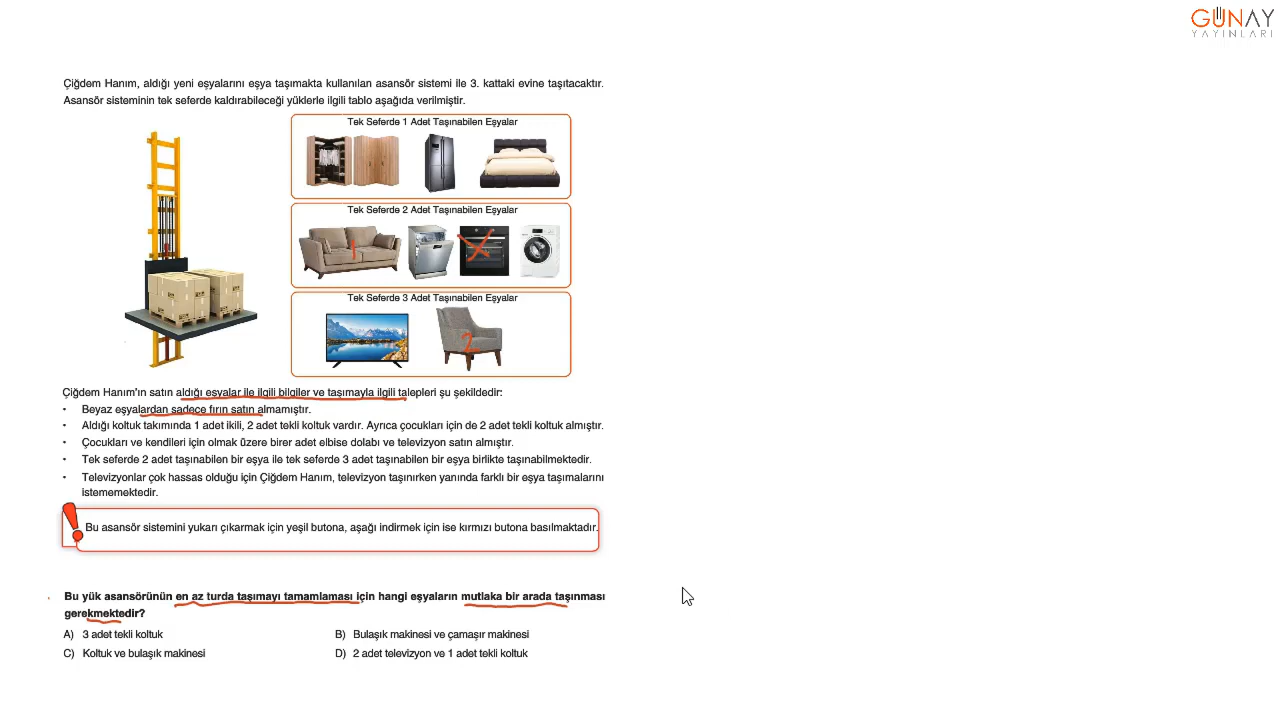 GÜNAY
YAYINLARI
Çiğdem Hanım, aldığı yeni eşyalarını eşya taşımakta kullanılan asansör sistemi ile 3. kattaki evine taşıtacaktır.
Asansör sisteminin tek seferde kaldırabileceği yüklerle ilgili tablo aşağıda verilmiştir.
Tek Seferde 1 Adet Taşınabilen Eşyalar
Tek Seferde 2 Adet Taşınabilen Eşyalar
1
Tek Seferde 3 Adet Taşınabilen Eşyalar
2
Çiğdem Hanım'ın satın aldığı eşyalar ile ilgili bilgiler ve taşımayla ilgili talepleri şu şekildedir:
• Beyaz eşyalardan sadece fırın satın almamıştır.
• Aldığı koltuk takımında 1 adet ikili, 2 adet tekli koltuk vardır. Ayrıca çocukları için de 2 adet tekli koltuk almıştır.
• Çocukları ve kendileri için olmak üzere birer adet elbise dolabı ve televizyon satın almıştır.
• Tek seferde 2 adet taşınabilen bir eşya ile tek seferde 3 adet taşınabilen bir eşya birlikte taşınabilmektedir.
• Televizyonlar çok hassas olduğu için Çiğdem Hanım, televizyon taşınırken yanında farklı bir eşya taşımalarını
istememektedir.
Bu asansör sistemini yukarı çıkarmak için yeşil butona, aşağı indirmek için ise kırmızı butona basılmaktadır.
Bu yük asansörünün en az turda taşımayı tamamlaması için hangi eşyaların mutlaka bir arada taşınması
gerekmektedir?
A) 3 adet tekli koltuk
B) Bulaşık makinesi ve çamaşır makinesi
C) Koltuk ve bulaşık makinesi
D) 2 adet televizyon ve 1 adet tekli koltuk